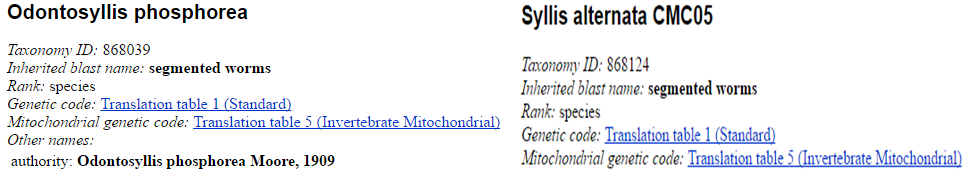 Odontosyllis phosphorea
Taxonomy ID: 868039
Inherited blast name: segmented worms
Rank: species
Genetic code: Translation table 1 (Standard)
Mitochondrial genetic code: Translation table 5 (Invertebrate Mitochondrial)
Other names:
authority: Odontosyllis phosphorea Moore, 1909
Syllis alternata CMC05
Taxonomy ID: 868124
Inherited blast name: segmented worms
Rank: species
Genetic code: Translation table 1 (Standard)
Mitochondrial genetic code: Translation table 5 (Invertebrate Mitochondrial)